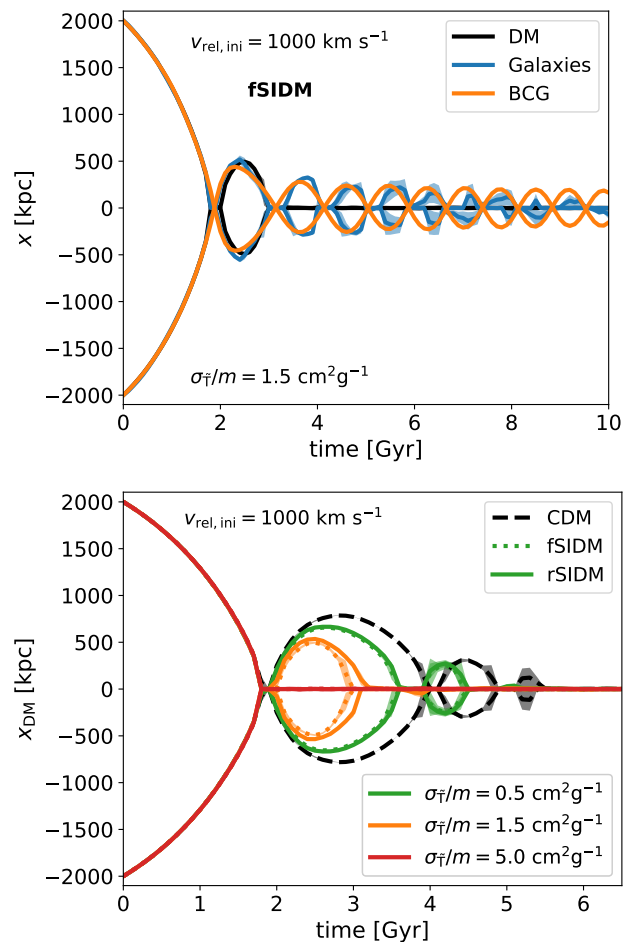 v_rel,ini = 1000 km s⁻¹
fSIDM
DM
Galaxies
BCG
σ_T̃/m = 1.5 cm²g⁻¹
x [kpc]
2000
1500
1000
500
0
−500
−1000
−1500
−2000
0 2 4 6 8 10
time [Gyr]
v_rel,ini = 1000 km s⁻¹
CDM
fSIDM
rSIDM
σ_T̃/m = 0.5 cm²g⁻¹
σ_T̃/m = 1.5 cm²g⁻¹
σ_T̃/m = 5.0 cm²g⁻¹
x_DM [kpc]
2000
1500
1000
500
0
−500
−1000
−1500
−2000
0 1 2 3 4 5 6
time [Gyr]